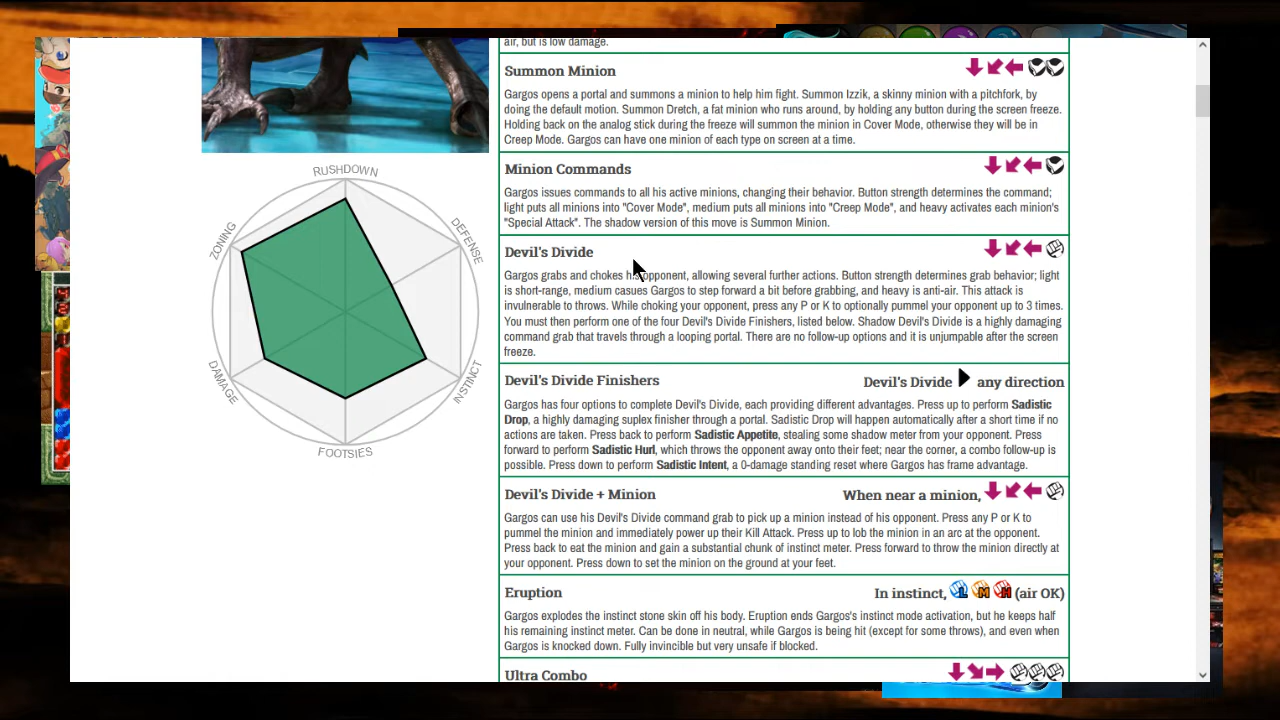 air, but is low damage.
Summon Minion
Gargos opens a portal and summons a minion to help him fight. Summon Izzik, a skinny minion with a pitchfork, by
doing the default motion. Summon Dretch, a fat minion who runs around, by holding any button during the screen freeze.
Holding back on the analog stick during the freeze will summon the minion in Cover Mode, otherwise they will be in
Creep Mode. Gargos can have one minion of each type on screen at a time.
Minion Commands
Gargos issues commands to all his active minions, changing their behavior. Button strength determines the command;
light puts all minions into "Cover Mode", medium puts all minions into "Creep Mode", and heavy activates each minion's
"Special Attack". The shadow version of this move is Summon Minion.
Devil's Divide
Gargos grabs and chokes his opponent, allowing several further actions. Button strength determines grab behavior; light
is short-range, medium casues Gargos to step forward a bit before grabbing, and heavy is anti-air. This attack is
invulnerable to throws. While choking your opponent, press any P or K to optionally pummel your opponent up to 3 times.
You must then perform one of the four Devil's Divide Finishers, listed below. Shadow Devil's Divide is a highly damaging
command grab that travels through a looping portal. There are no follow-up options and it is unjumpable after the screen
freeze.
Devil's Divide Finishers Devil's Divide any direction
Gargos has four options to complete Devil's Divide, each providing different advantages. Press up to perform Sadistic
Drop, a highly damaging suplex finisher through a portal. Sadistic Drop will happen automatically after a short time if no
actions are taken. Press back to perform Sadistic Appetite, stealing some shadow meter from your opponent. Press
forward to perform Sadistic Hurl, which throws the opponent away onto their feet; near the corner, a combo follow-up is
possible. Press down to perform Sadistic Intent, a 0-damage standing reset where Gargos has frame advantage.
Devil's Divide + Minion When near a minion,
Gargos can use his Devil's Divide command grab to pick up a minion instead of his opponent. Press any P or K to
pummel the minion and immediately power up their Kill Attack. Press up to lob the minion in an arc at the opponent.
Press back to eat the minion and gain a substantial chunk of instinct meter. Press forward to throw the minion directly at
your opponent. Press down to set the minion on the ground at your feet.
Eruption In instinct, L M H (air OK)
Gargos explodes the instinct stone skin off his body. Eruption ends Gargos's instinct mode activation, but he keeps half
his remaining instinct meter. Can be done in neutral, while Gargos is being hit (except for some throws), and even when
Gargos is knocked down. Fully invincible but very unsafe if blocked.
Ultra Combo
RUSHDOWN
DEFENSE
INSTINCT
FOOTSIES
DAMAGE
ZONING